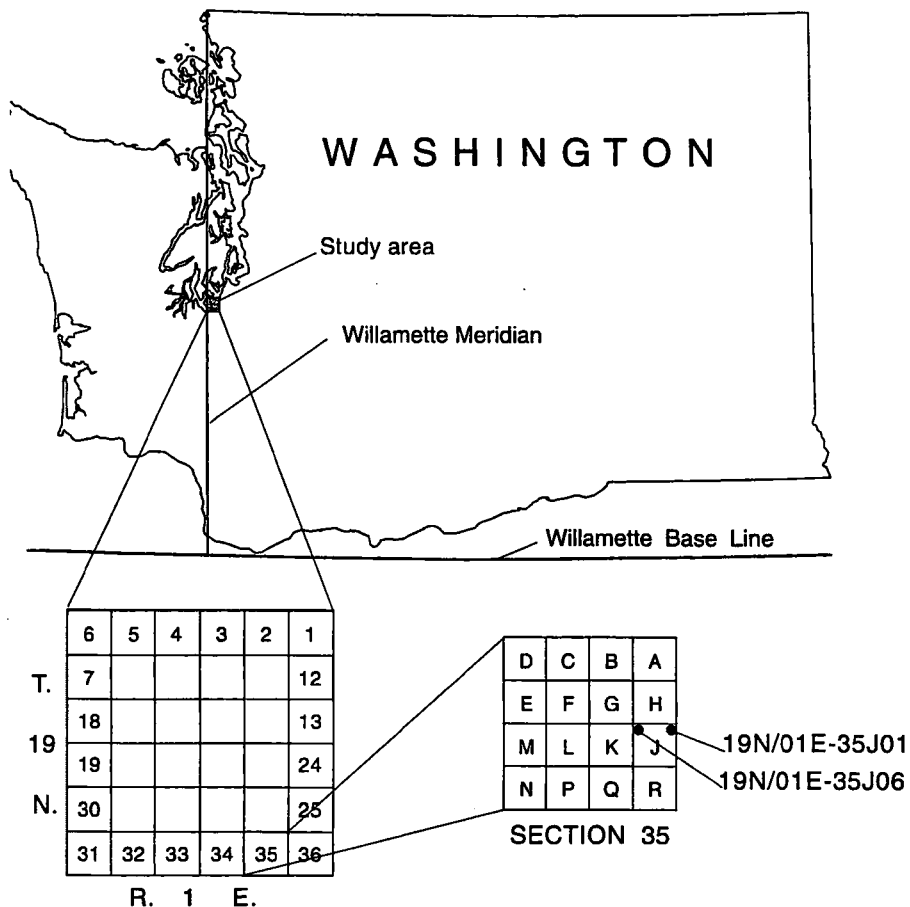 WASHINGTON
Study area
Willamette Meridian
Willamette Base Line
6 5 4 3 2 1
7 12
18 13
19 24
30 25
31 32 33 34 35 36
T.
19
N.
R. 1 E.
D C B A
E F G H
M L K J
N P Q R
19N/01E-35J01
19N/01E-35J06
SECTION 35